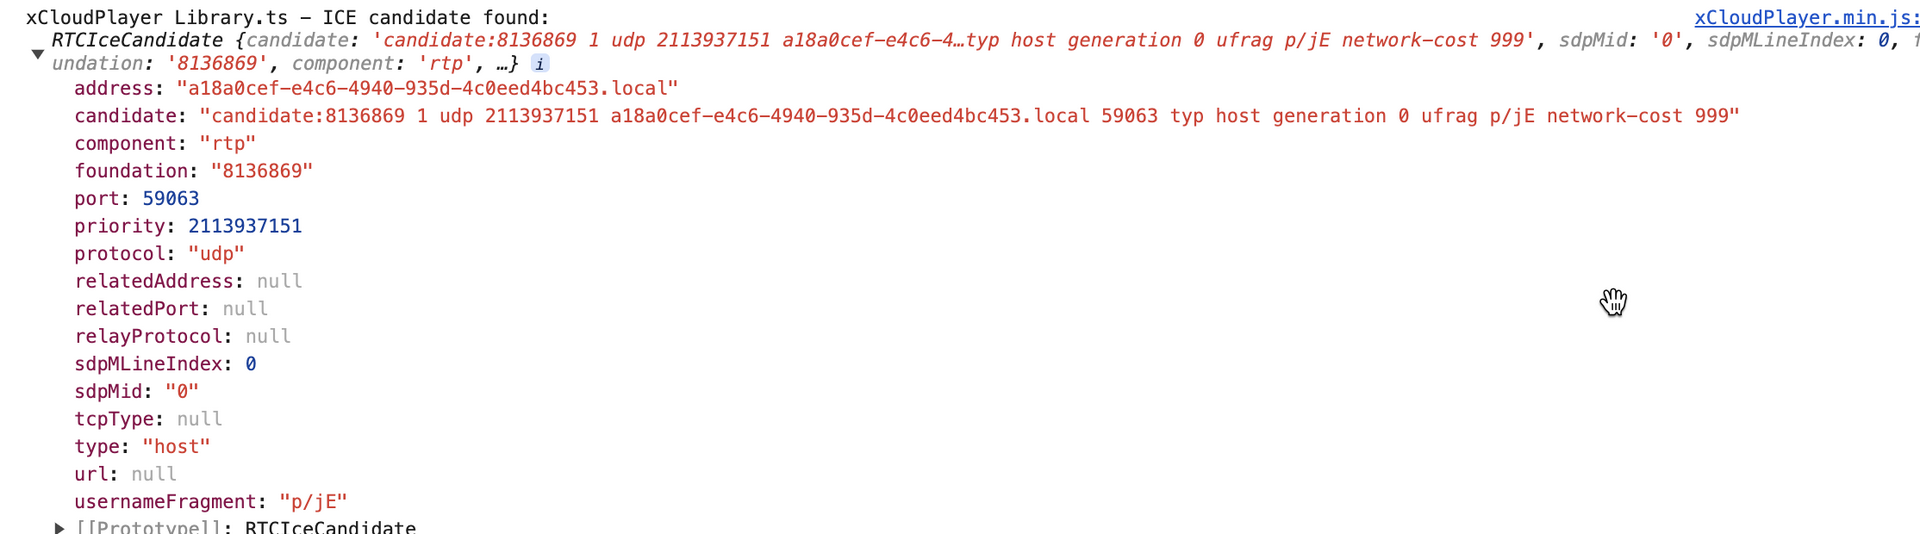 xCloudPlayer Library.ts - ICE candidate found: xCloudPlayer.min.js:
RTCIceCandidate {candidate: 'candidate:8136869 1 udp 2113937151 a18a0cef-e4c6-4…typ host generation 0 ufrag p/jE network-cost 999', sdpMid: '0', sdpMLineIndex: 0, f
undation: '8136869', component: 'rtp', …} i
address: "a18a0cef-e4c6-4940-935d-4c0eed4bc453.local"
candidate: "candidate:8136869 1 udp 2113937151 a18a0cef-e4c6-4940-935d-4c0eed4bc453.local 59063 typ host generation 0 ufrag p/jE network-cost 999"
component: "rtp"
foundation: "8136869"
port: 59063
priority: 2113937151
protocol: "udp"
relatedAddress: null
relatedPort: null
relayProtocol: null
sdpMLineIndex: 0
sdpMid: "0"
tcpType: null
type: "host"
url: null
usernameFragment: "p/jE"
[[Prototype]]: RTCIceCandidate